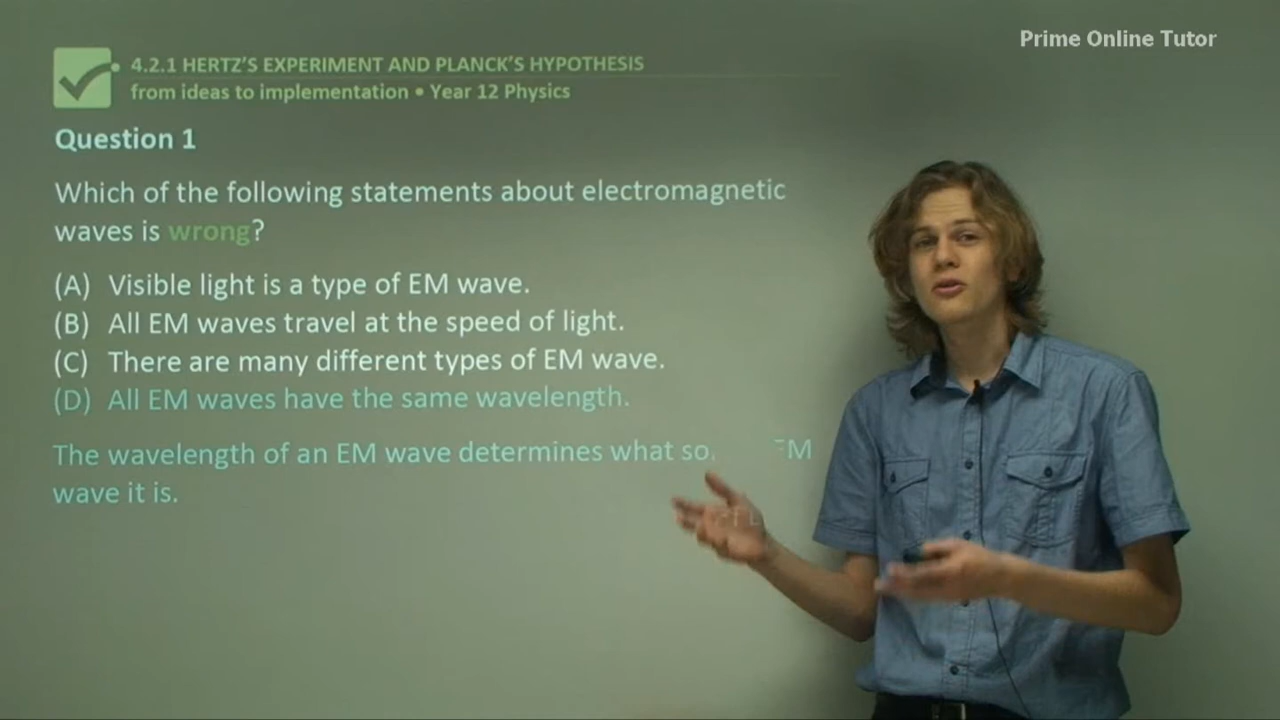 Prime Online Tutor
4.2.1 HERTZ'S EXPERIMENT AND PLANCK'S HYPOTHESIS
from ideas to implementation • Year 12 Physics
Question 1
Which of the following statements about electromagnetic
waves is wrong?
(A) Visible light is a type of EM wave.
(B) All EM waves travel at the speed of light.
(C) There are many different types of EM wave.
(D) All EM waves have the same wavelength.
The wavelength of an EM wave determines what EM
wave it is.